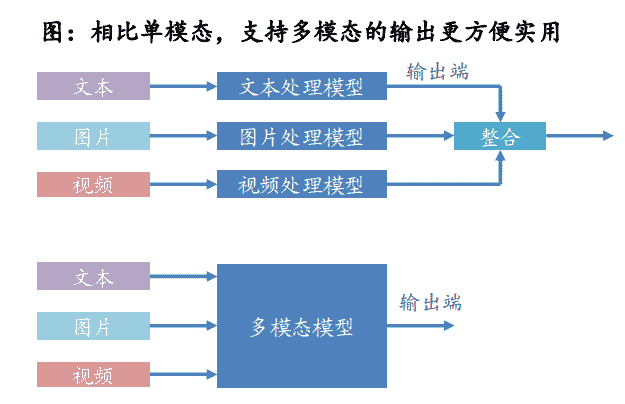 图：相比单模态，支持多模态的输出更方便实用
文本
文本处理模型
输出端
图片
图片处理模型
整合
视频
视频处理模型
文本
图片
多模态模型
输出端
视频